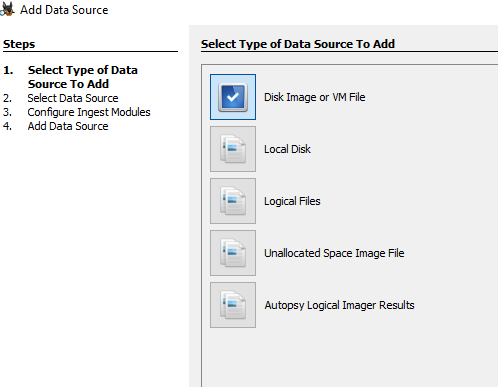 Add Data Source
Steps
1. Select Type of Data
Source To Add
2. Select Data Source
3. Configure Ingest Modules
4. Add Data Source
Select Type of Data Source To Add
Disk Image or VM File
Local Disk
Logical Files
Unallocated Space Image File
Autopsy Logical Imager Results